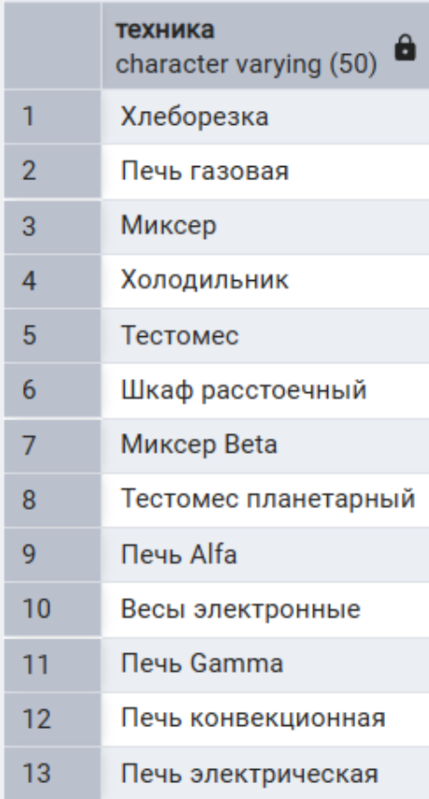 техника
character varying (50)
1 Хлеборезка
2 Печь газовая
3 Миксер
4 Холодильник
5 Тестомес
6 Шкаф расстоечный
7 Миксер Beta
8 Тестомес планетарный
9 Печь Alfa
10 Весы электронные
11 Печь Gamma
12 Печь конвекционная
13 Печь электрическая